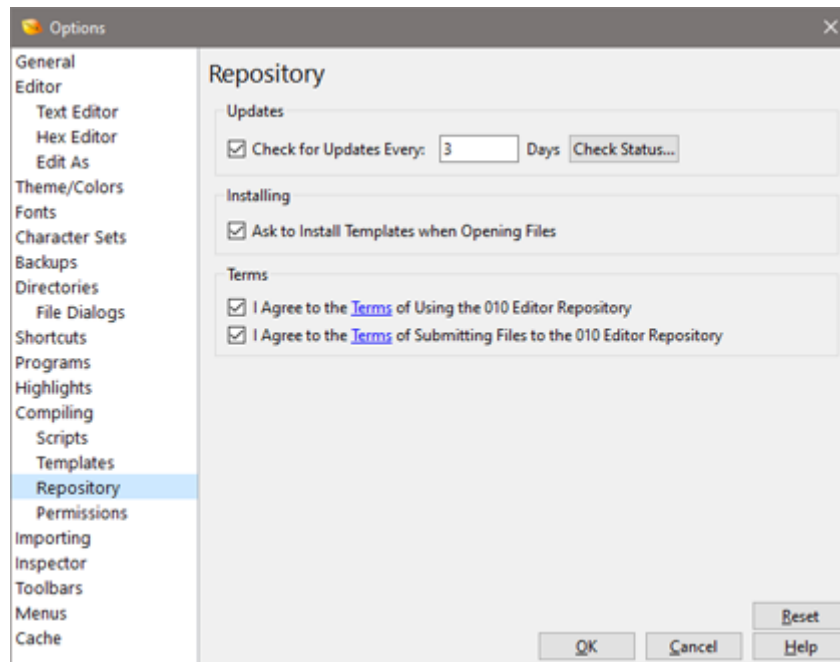 Options
General
Editor
Text Editor
Hex Editor
Edit As
Theme/Colors
Fonts
Character Sets
Backups
Directories
File Dialogs
Shortcuts
Programs
Highlights
Compiling
Scripts
Templates
Repository
Permissions
Importing
Inspector
Toolbars
Menus
Cache
Repository
Updates
Check for Updates Every: 3 Days Check Status...
Installing
Ask to Install Templates when Opening Files
Terms
I Agree to the Terms of Using the 010 Editor Repository
I Agree to the Terms of Submitting Files to the 010 Editor Repository
Reset
OK Cancel Help